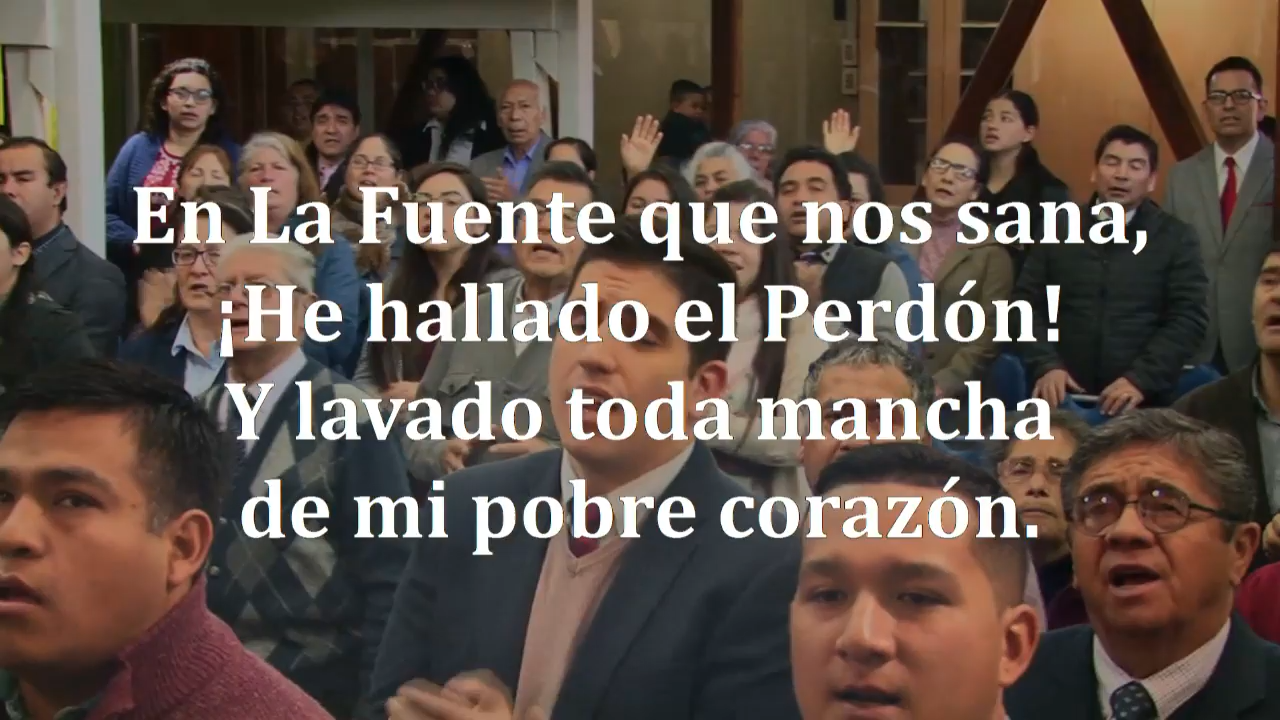 En La Fuente que nos sana,
¡He hallado el Perdón!
Y lavado toda mancha
de mi pobre corazón.